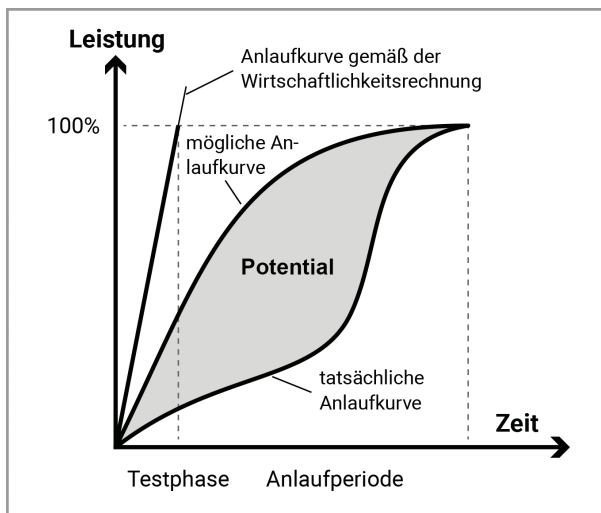 Leistung
Anlaufkurve gemäß der
Wirtschaftlichkeitsrechnung
100%
mögliche An-
laufkurve
Potential
tatsächliche
Anlaufkurve
Zeit
Testphase
Anlaufperiode